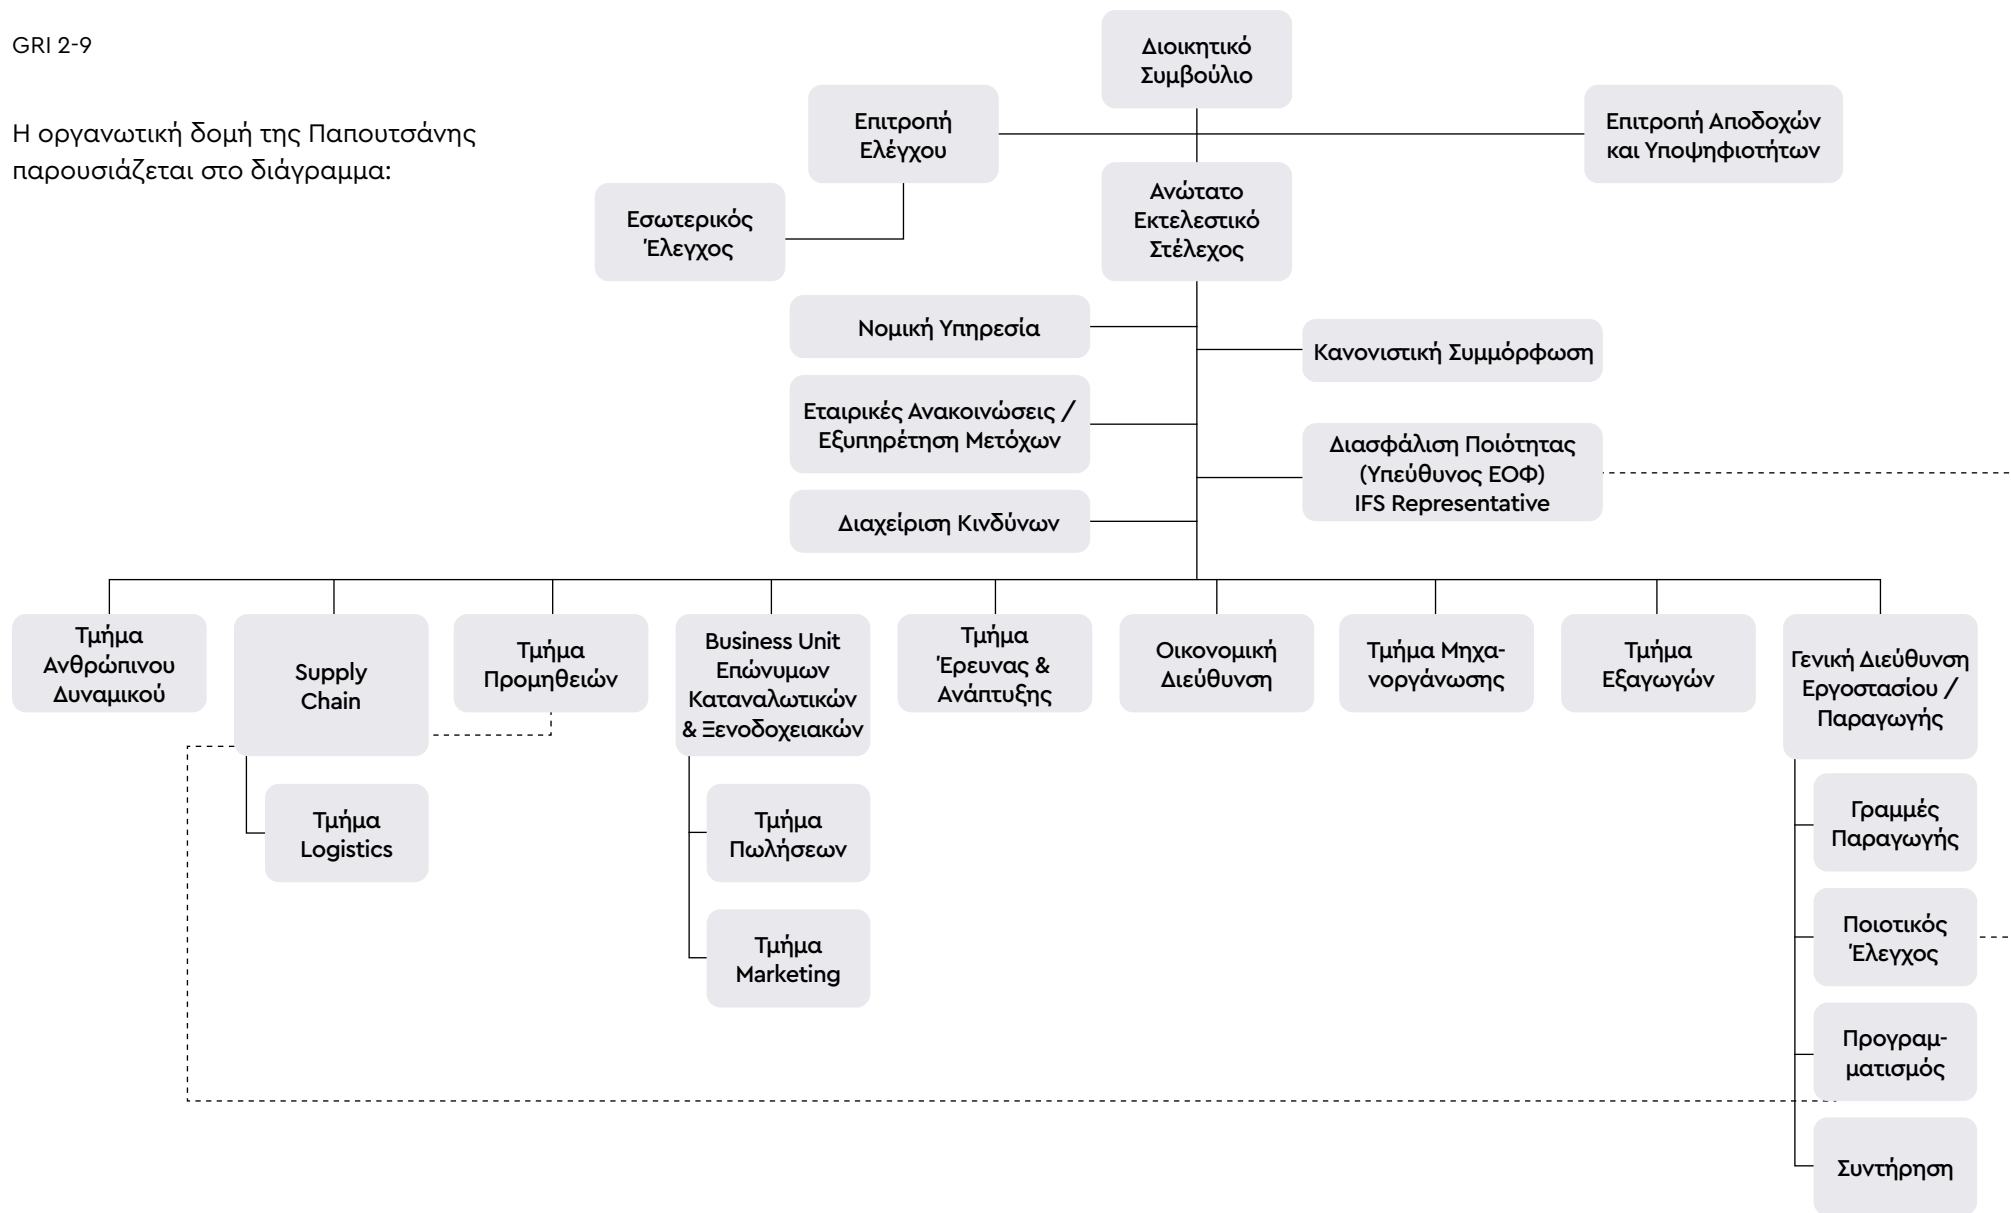 GRI 2-9
Η οργανωτική δομή της Παπουτσάνης
παρουσιάζεται στο διάγραμμα:
Διοικητικό
Συμβούλιο
Επιτροπή
Ελέγχου
Επιτροπή Αποδοχών
και Υποψηφιοτήτων
Εσωτερικός
Έλεγχος
Ανώτατο
Εκτελεστικό
Στέλεχος
Νομική Υπηρεσία
Κανονιστική Συμμόρφωση
Εταιρικές Ανακοινώσεις /
Εξυπηρέτηση Μετόχων
Διασφάλιση Ποιότητας
(Υπεύθυνος ΕΟΦ)
IFS Representative
Διαχείριση Κινδύνων
Τμήμα
Ανθρώπινου
Δυναμικού
Supply
Chain
Τμήμα
Προμηθειών
Business Unit
Επώνυμων
Καταναλωτικών
& Ξενοδοχειακών
Τμήμα
Έρευνας &
Ανάπτυξης
Οικονομική
Διεύθυνση
Τμήμα Μηχα-
νοργάνωσης
Τμήμα
Εξαγωγών
Γενική Διεύθυνση
Εργοστασίου /
Παραγωγής
Τμήμα
Logistics
Τμήμα
Πωλήσεων
Τμήμα
Marketing
Γραμμές
Παραγωγής
Ποιοτικός
Έλεγχος
Προγραμ-
ματισμός
Συντήρηση